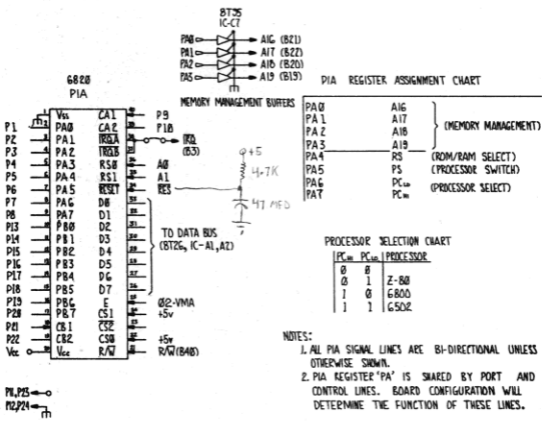 8T35
IC-C7
PA0 A16 (B21)
PA1 A17 (B22)
PA2 A18 (B20)
PA3 A19 (B19)
MEMORY MANAGEMENT BUFFERS
6820
PIA
Vss CA1 P9
P1 PA0 CA2 P10
P2 PA1 IRQA IRQ
P3 PA2 IRQB (B3)
P4 PA3 RS0 A0
P5 PA4 RS1 A1
P6 PA5 RESET RES
P7 PA6 D0
P8 PA7 D1
P13 PB0 D2
P14 PB1 D3
P15 PB2 D4
P16 PB3 D5
P17 PB4 D6
P18 PB5 D7
P19 PB6 E Ø2-VMA
P20 PB7 CS1 +5v
P21 CB1 CS2
P22 CB2 CS0 +5v
Vcc Vcc R/W R/W(B40)
+5
4.7K
47 MFD
TO DATA BUS
(8T26, IC-A1,A2)
P11,P23
P12,P24
PIA REGISTER ASSIGNMENT CHART
PA0 A16
PA1 A17
PA2 A18
PA3 A19
(MEMORY MANAGEMENT)
PA4 RS (ROM/RAM SELECT)
PA5 PS (PROCESSOR SWITCH)
PA6 PC
PA7 PC
(PROCESSOR SELECT)
PROCESSOR SELECTION CHART
PC PC PROCESSOR
0 0
0 1 Z-80
1 0 6800
1 1 6502
NOTES:
1. ALL PIA SIGNAL LINES ARE BI-DIRECTIONAL UNLESS
OTHERWISE SHOWN.
2. PIA REGISTER 'PA' IS SHARED BY PORT AND
CONTROL LINES. BOARD CONFIGURATION WILL
DETERMINE THE FUNCTION OF THESE LINES.